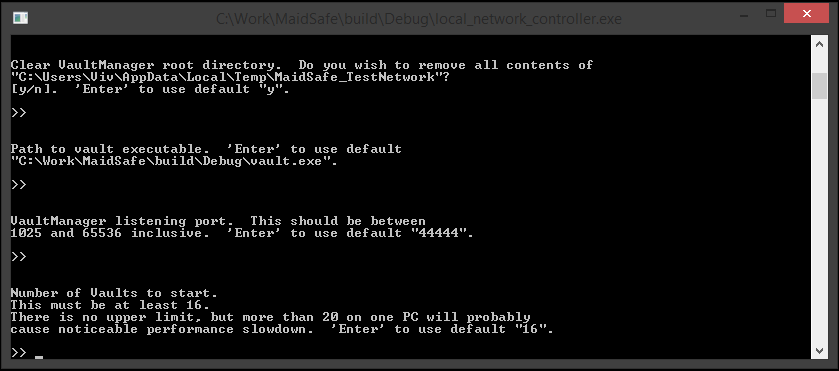 C:\Work\MaidSafe\build\Debug\local_network_controller.exe
Clear VaultManager root directory.  Do you wish to remove all contents of
"C:\Users\Viv\AppData\Local\Temp\MaidSafe_TestNetwork"?
[y/n].  'Enter' to use default "y".
>>
Path to vault executable.  'Enter' to use default
"C:\Work\MaidSafe\build\Debug\vault.exe".
>>
VaultManager listening port.  This should be between
1025 and 65536 inclusive.  'Enter' to use default "44444".
>>
Number of Vaults to start.
This must be at least 16.
There is no upper limit, but more than 20 on one PC will probably
cause noticeable performance slowdown.  'Enter' to use default "16".
>> _